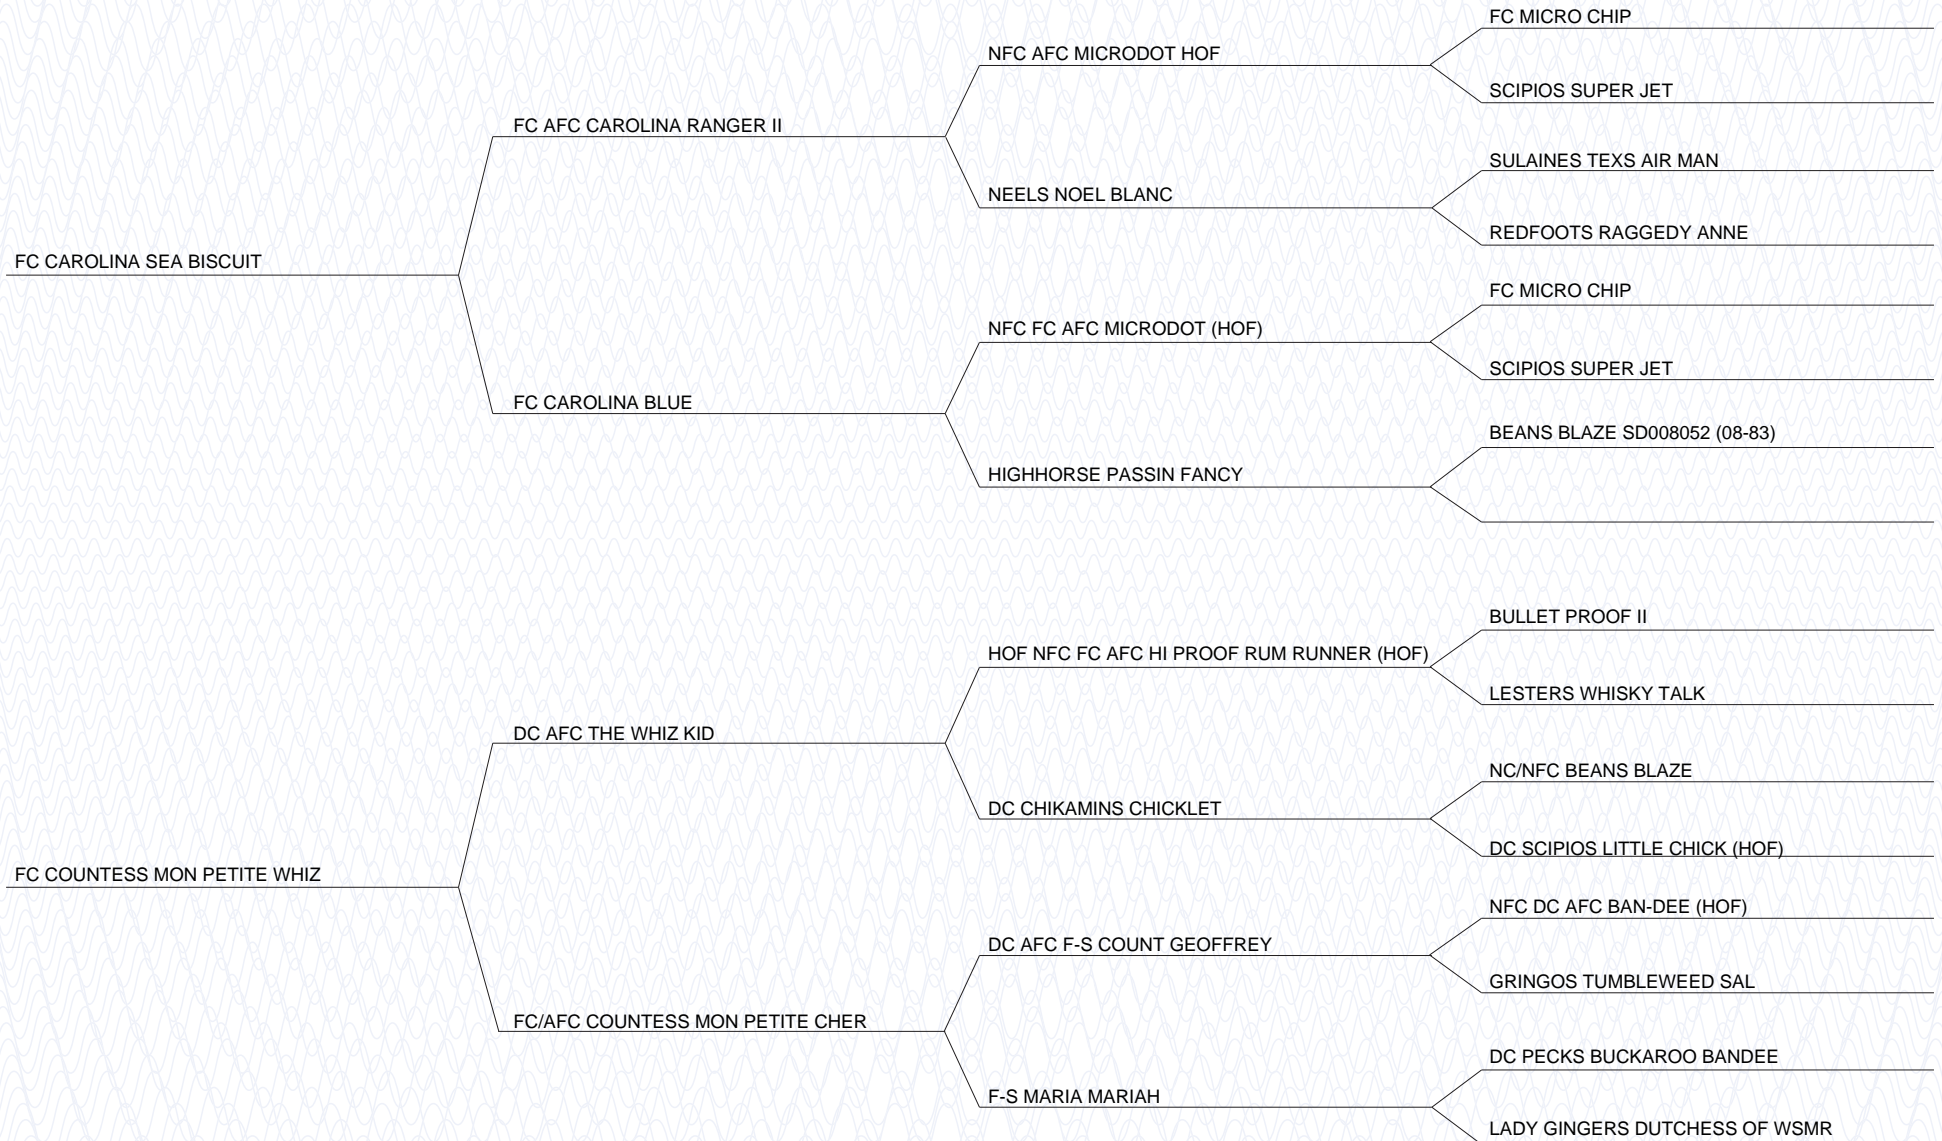 FC MICRO CHIP
NFC AFC MICRODOT HOF
SCIPIOS SUPER JET
FC AFC CAROLINA RANGER II
SULAINES TEXS AIR MAN
NEELS NOEL BLANC
REDFOOTS RAGGEDY ANNE
FC CAROLINA SEA BISCUIT
FC MICRO CHIP
NFC FC AFC MICRODOT (HOF)
SCIPIOS SUPER JET
FC CAROLINA BLUE
BEANS BLAZE SD008052 (08-83)
HIGHHORSE PASSIN FANCY
BULLET PROOF II
HOF NFC FC AFC HI PROOF RUM RUNNER (HOF)
LESTERS WHISKY TALK
DC AFC THE WHIZ KID
NC/NFC BEANS BLAZE
DC CHIKAMINS CHICKLET
DC SCIPIOS LITTLE CHICK (HOF)
FC COUNTESS MON PETITE WHIZ
NFC DC AFC BAN-DEE (HOF)
DC AFC F-S COUNT GEOFFREY
GRINGOS TUMBLEWEED SAL
FC/AFC COUNTESS MON PETITE CHER
DC PECKS BUCKAROO BANDEE
F-S MARIA MARIAH
LADY GINGERS DUTCHESS OF WSMR